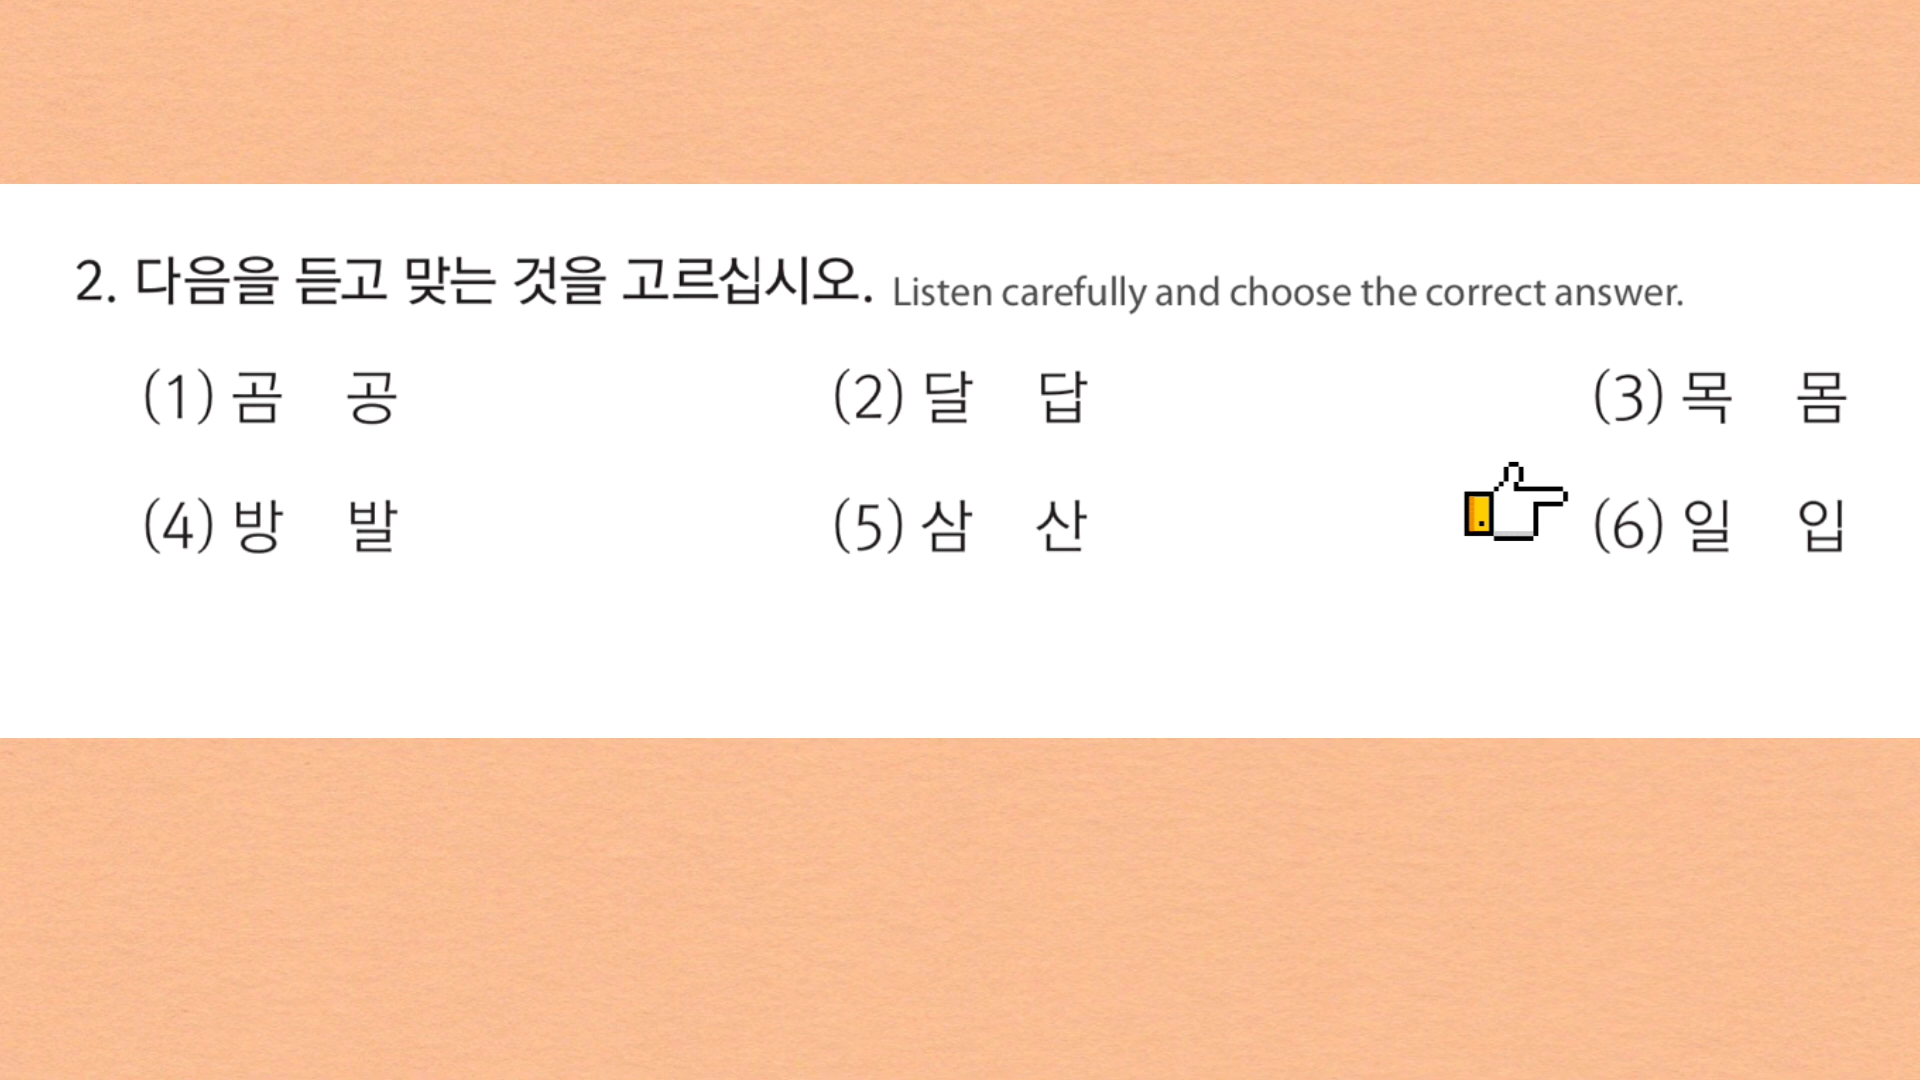 2. 다음을 듣고 맞는 것을 고르십시오. Listen carefully and choose the correct answer.
(1) 곰 공 (2) 달 답 (3) 목 몸
(4) 방 발 (5) 삼 산 (6) 일 입